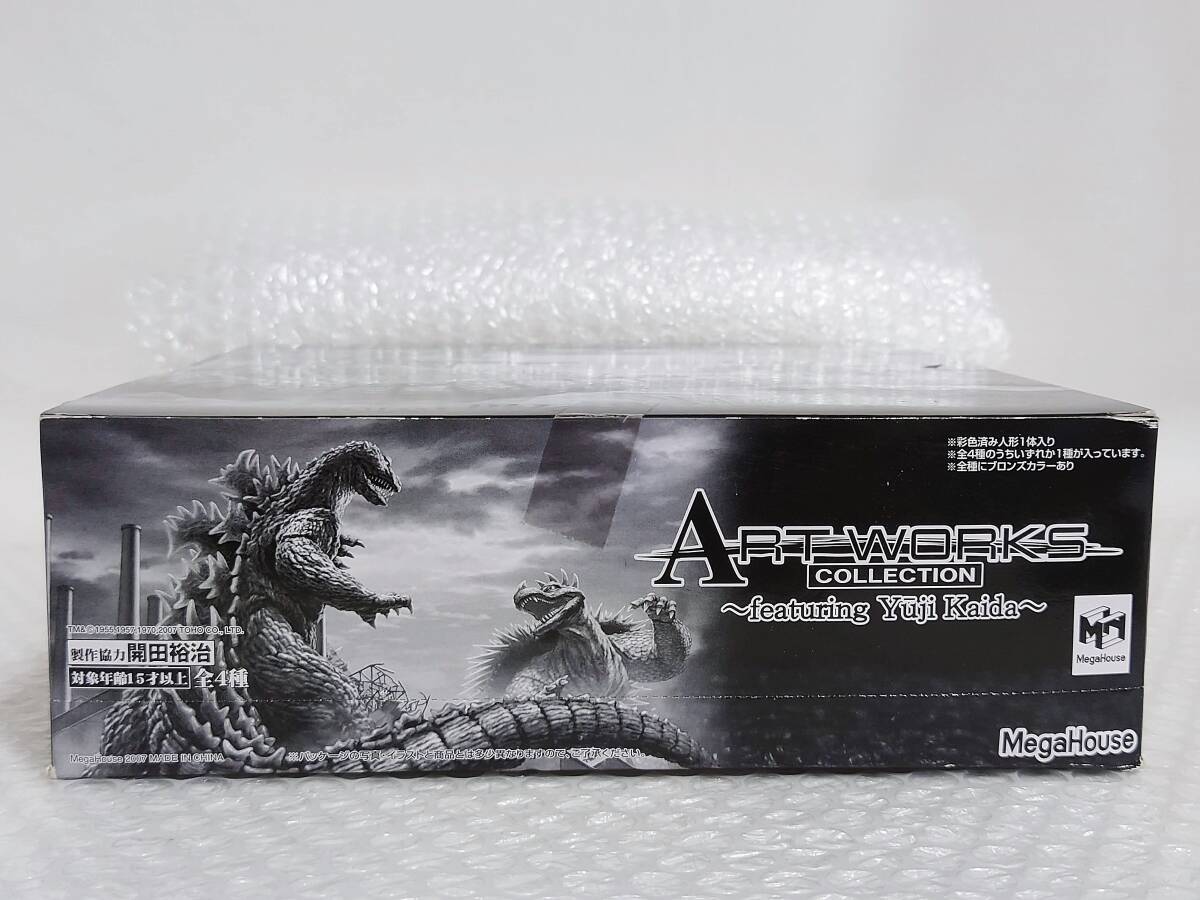 ※彩色済み人形1体入り
※全4種のうちいずれか1種が入っています。
※全種にブロンズカラーあり
ART WORKS
COLLECTION
～featuring Yūji Kaida～
MegaHouse
TM&©1955,1957,1970,2007 TOHO CO., LTD.
製作協力 開田裕治
対象年齢15才以上 全4種
MegaHouse 2007 MADE IN CHINA
※パッケージの写真・イラストと商品とは多少異なりますので、ご了承ください。
MegaHouse